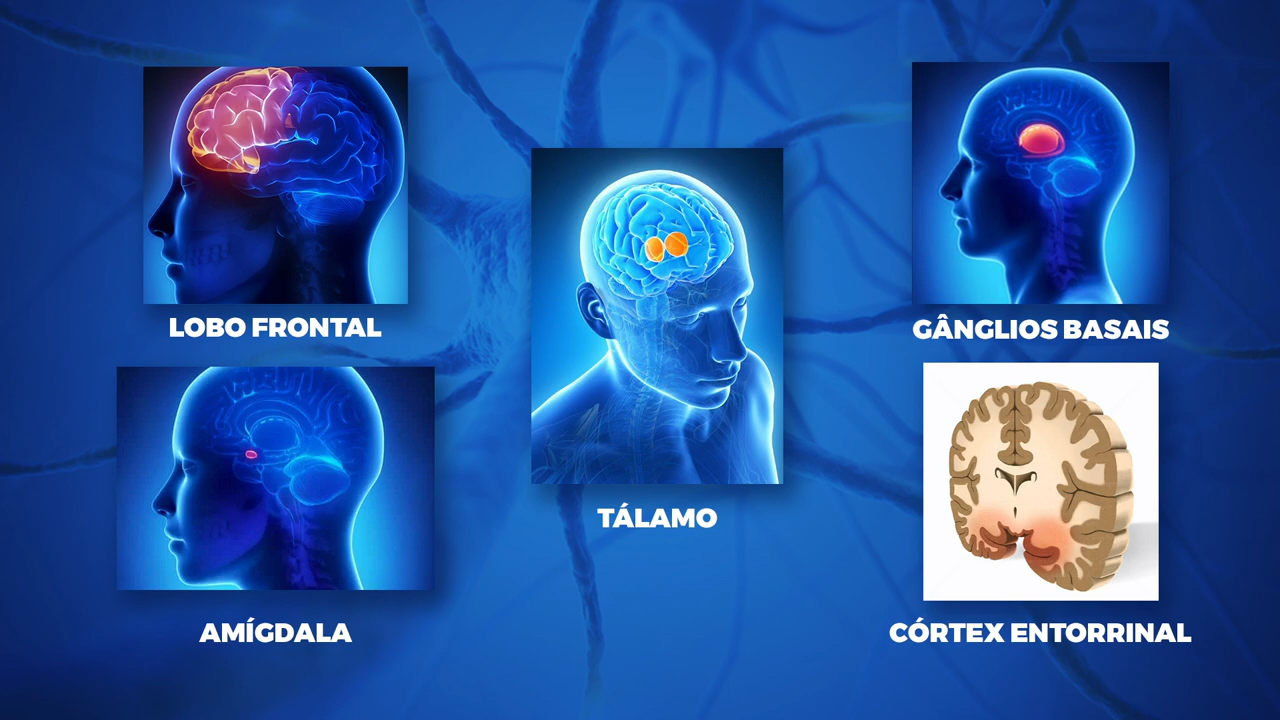 LOBO FRONTAL
GÂNGLIOS BASAIS
TÁLAMO
AMÍGDALA
CÓRTEX ENTORRINAL